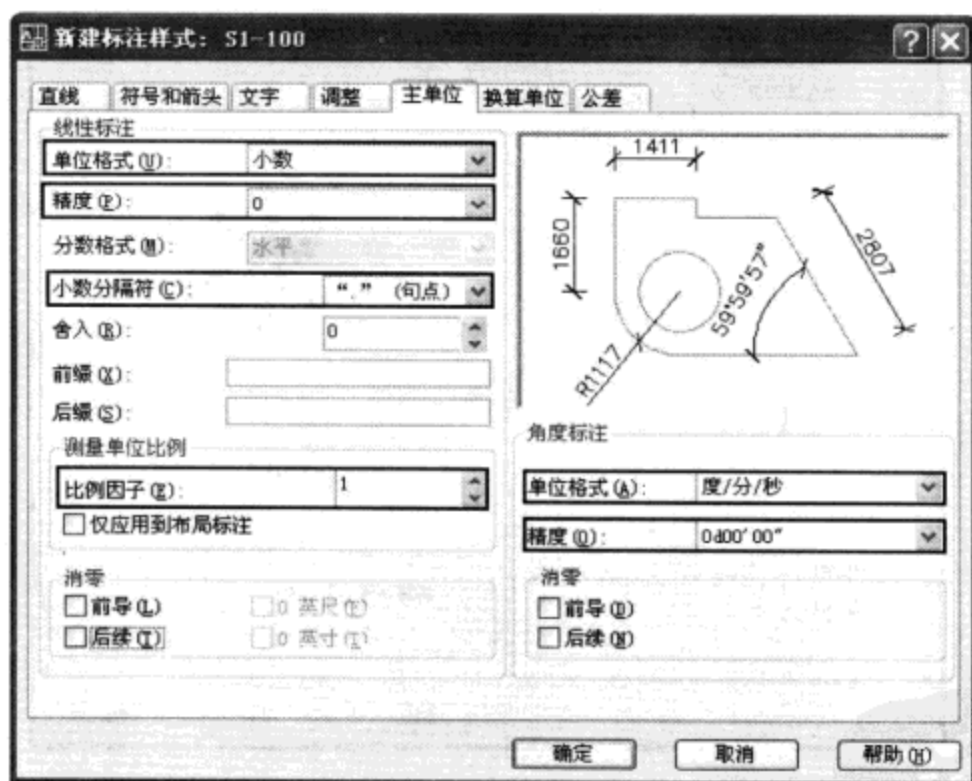 新建标注样式: S1-100
直线 符号和箭头 文字 调整 主单位 换算单位 公差
线性标注
单位格式(U): 小数
精度(P): 0
分数格式(M): 水平
小数分隔符(C): “.” (句点)
舍入(R): 0
前缀(X):
后缀(S):
测量单位比例
比例因子(E): 1
仅应用到布局标注
消零
前导(L) 0 英尺(F)
后续(T) 0 英寸(I)
1411
1660
2807
59°59'57"
R1117
角度标注
单位格式(A): 度/分/秒
精度(O): 0d00'00"
消零
前导(D)
后续(N)
确定 取消 帮助(H)